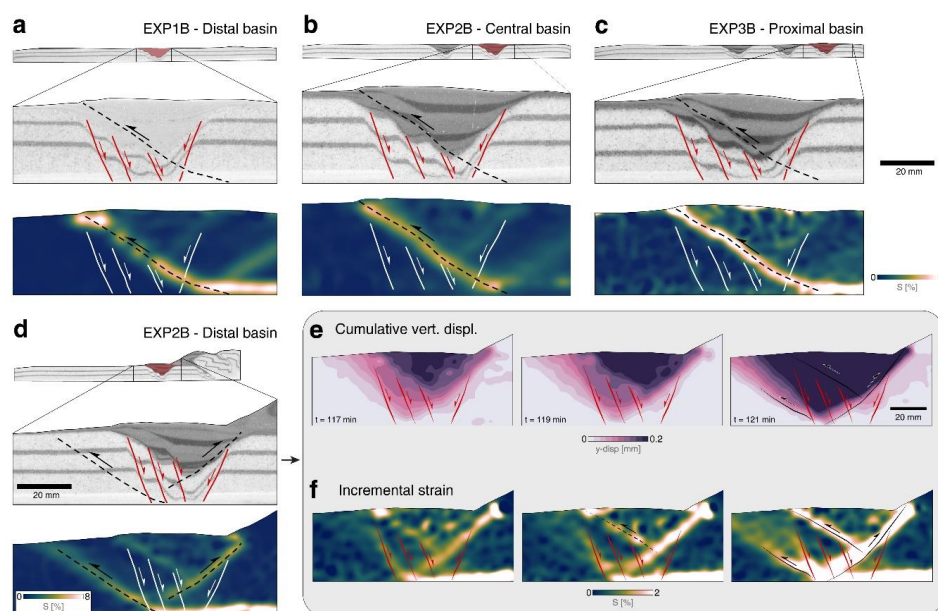 a EXP1B - Distal basin
b EXP2B - Central basin
c EXP3B - Proximal basin
20 mm
0 S [%]
d EXP2B - Distal basin
20 mm
0 8
S [%]
e Cumulative vert. displ.
t = 117 min
t = 119 min
t = 121 min
20 mm
0 0.2
y-disp [mm]
f Incremental strain
0 2
S [%]